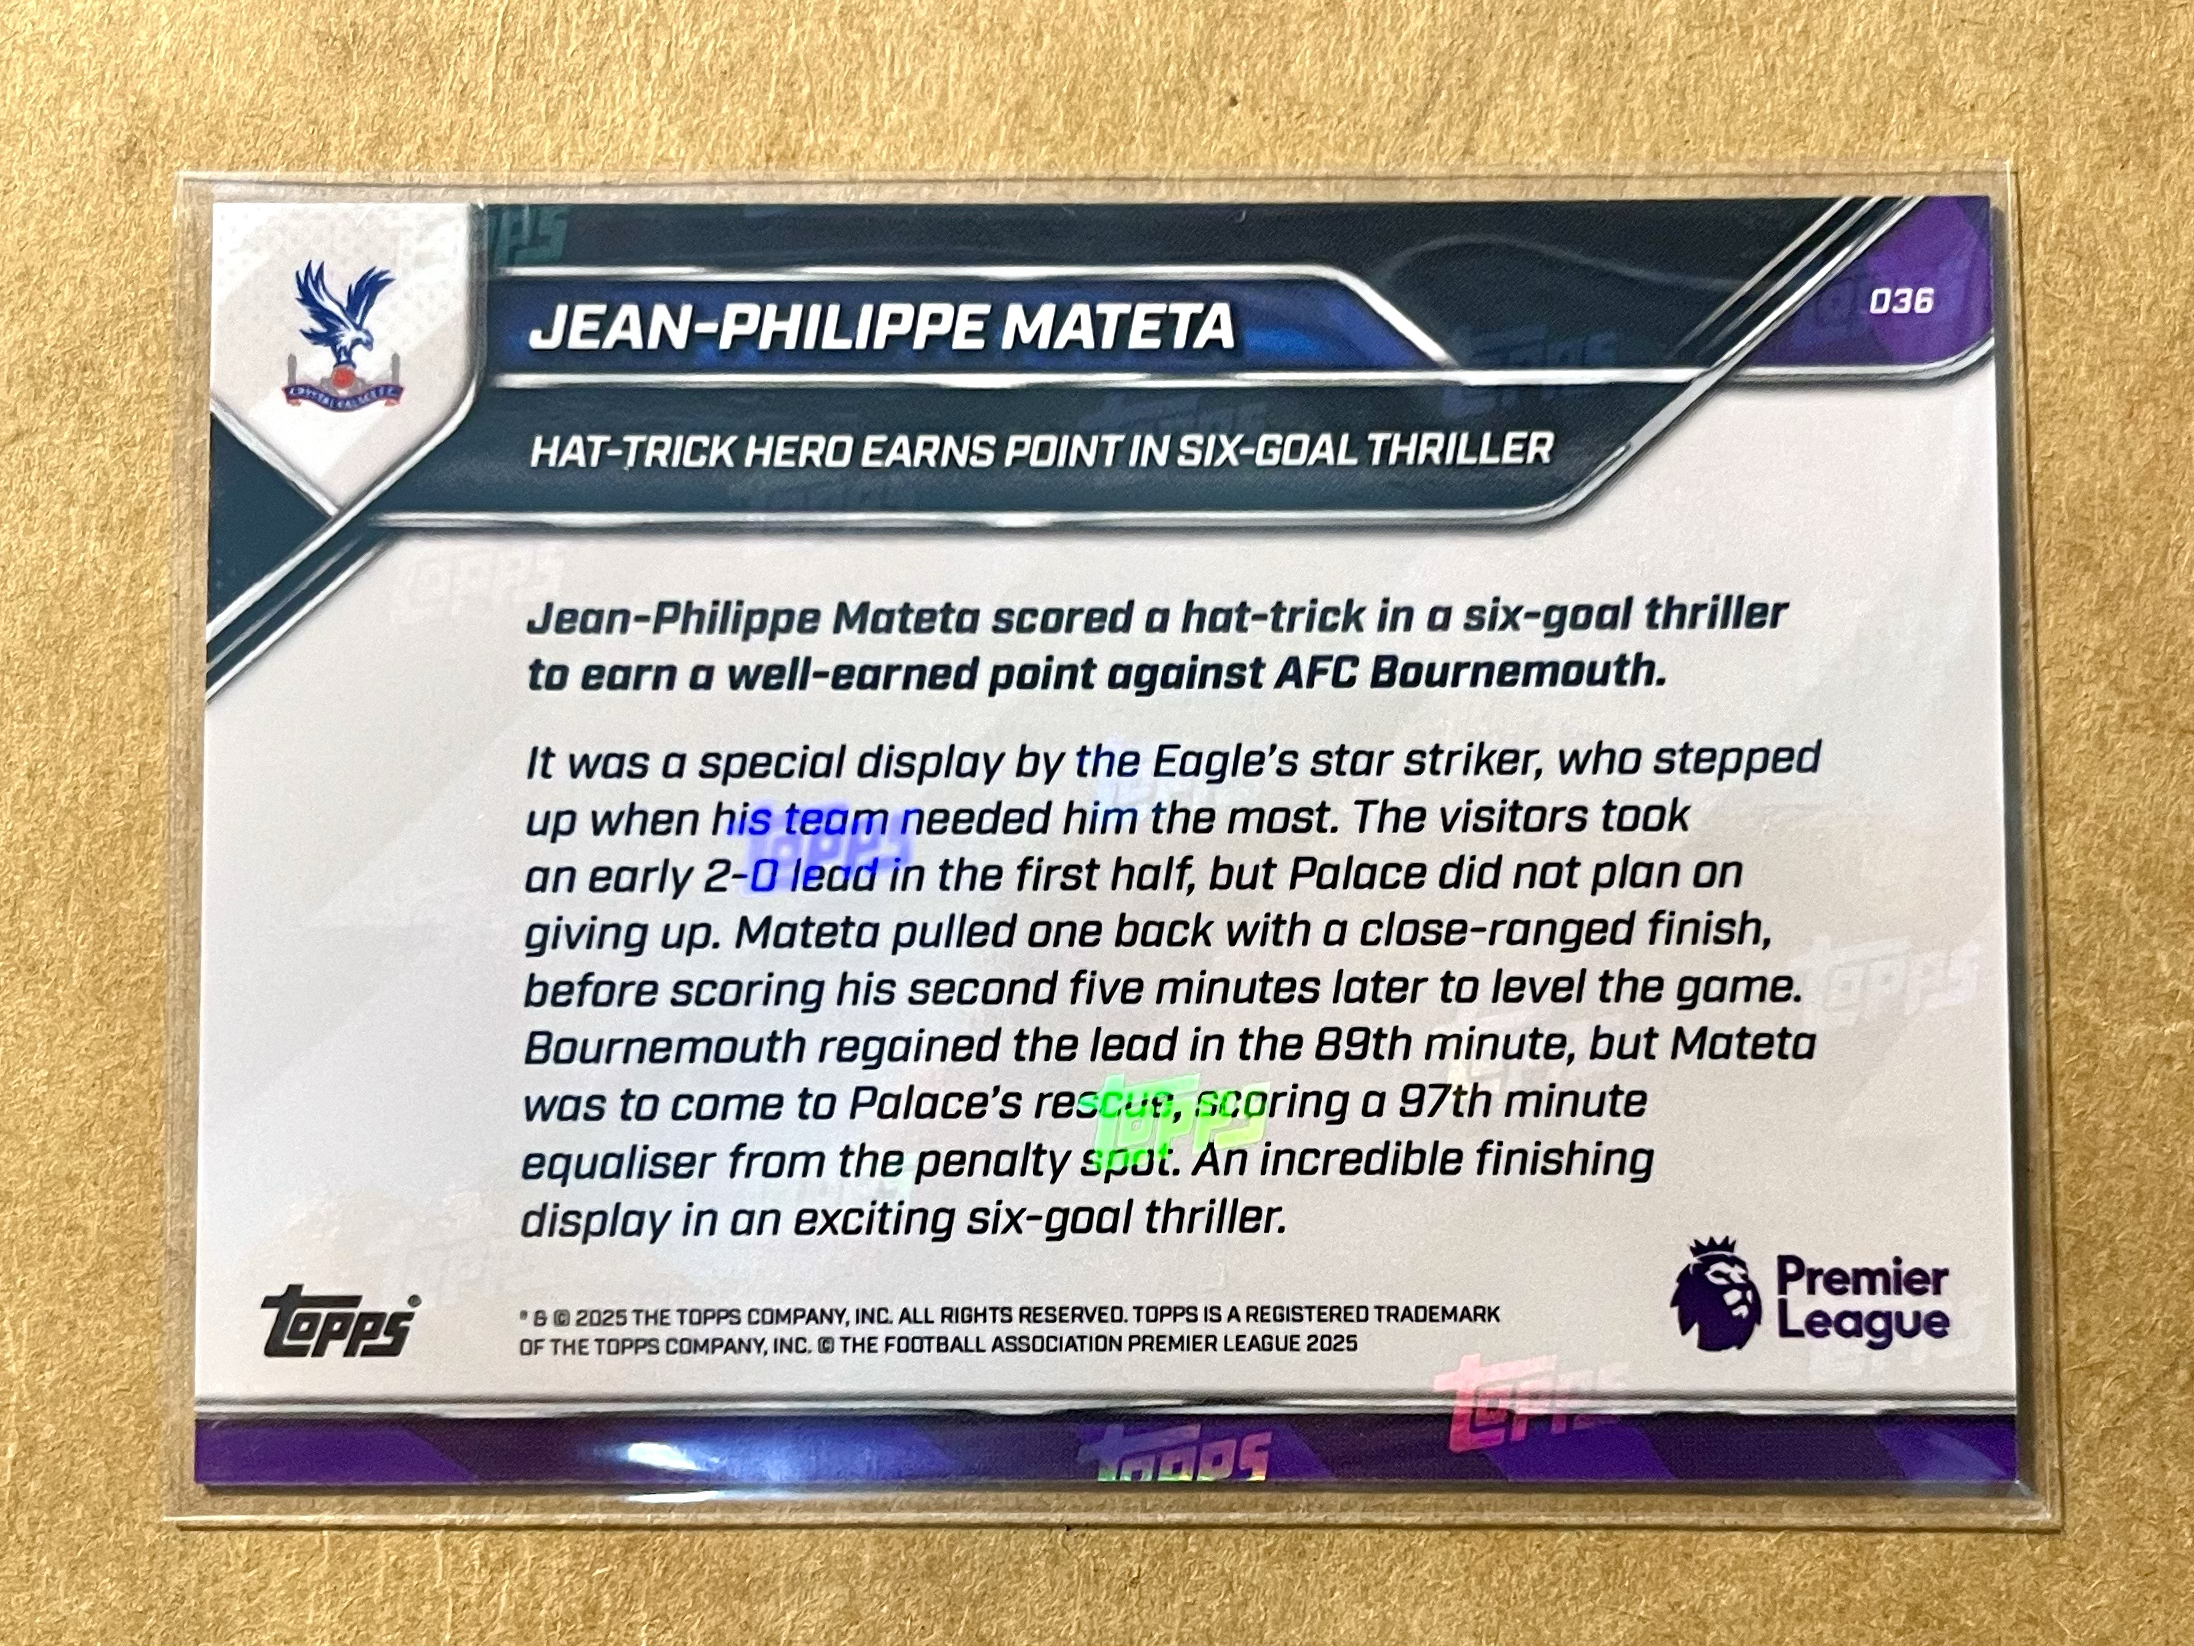 JEAN-PHILIPPE MATETA
036
CRYSTAL PALACE F.C.
HAT-TRICK HERO EARNS POINT IN SIX-GOAL THRILLER
Jean-Philippe Mateta scored a hat-trick in a six-goal thriller
to earn a well-earned point against AFC Bournemouth.
It was a special display by the Eagle's star striker, who stepped
up when his team needed him the most. The visitors took
an early 2-0 lead in the first half, but Palace did not plan on
giving up. Mateta pulled one back with a close-ranged finish,
before scoring his second five minutes later to level the game.
Bournemouth regained the lead in the 89th minute, but Mateta
was to come to Palace's rescue, scoring a 97th minute
equaliser from the penalty spot. An incredible finishing
display in an exciting six-goal thriller.
Topps®
® & © 2025 THE TOPPS COMPANY, INC. ALL RIGHTS RESERVED. TOPPS IS A REGISTERED TRADEMARK
OF THE TOPPS COMPANY, INC. © THE FOOTBALL ASSOCIATION PREMIER LEAGUE 2025
Premier
League
Topps
Topps
Topps
Topps